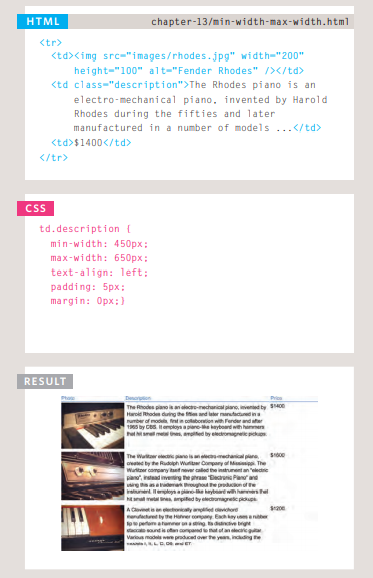 HTML
chapter-13/min-width-max-width.html
<tr>
<td><img src="images/rhodes.jpg" width="200"
height="100" alt="Fender Rhodes" /></td>
<td class="description">The Rhodes piano is an
electro-mechanical piano, invented by Harold
Rhodes during the fifties and later
manufactured in a number of models ...</td>
<td>$1400</td>
</tr>
CSS
td.description {
min-width: 450px;
max-width: 650px;
text-align: left;
padding: 5px;
margin: 0px;}
RESULT
Photo Description Price
The Rhodes piano is an electro-mechanical piano, invented by $1400
Harold Rhodes during the fifties and later manufactured in a
number of models, first in collaboration with Fender and after
1965 by CBS. It employs a piano-like keyboard with hammers
that hit small metal tines, amplified by electromagnetic pickups.
The Wurlitzer electric piano is an electro-mechanical piano, $1600
created by the Rudolph Wurlitzer Company of Mississippi. The
Wurlitzer company itself never called the instrument an "electric
piano", instead inventing the phrase "Electronic Piano" and
using this as a trademark throughout the production of the
instrument. It employs a piano-like keyboard with hammers that
hit small metal tines, amplified by electromagnetic pickups.
A Clavinet is an electronically amplified clavichord $1200
manufactured by the Hohner company. Each key uses a rubber
tip to perform a hammer on a string. Its distinctive bright
staccato sound is often compared to that of an electric guitar.
Various models were produced over the years, including the
models I, II, L, C, D6, and E7.